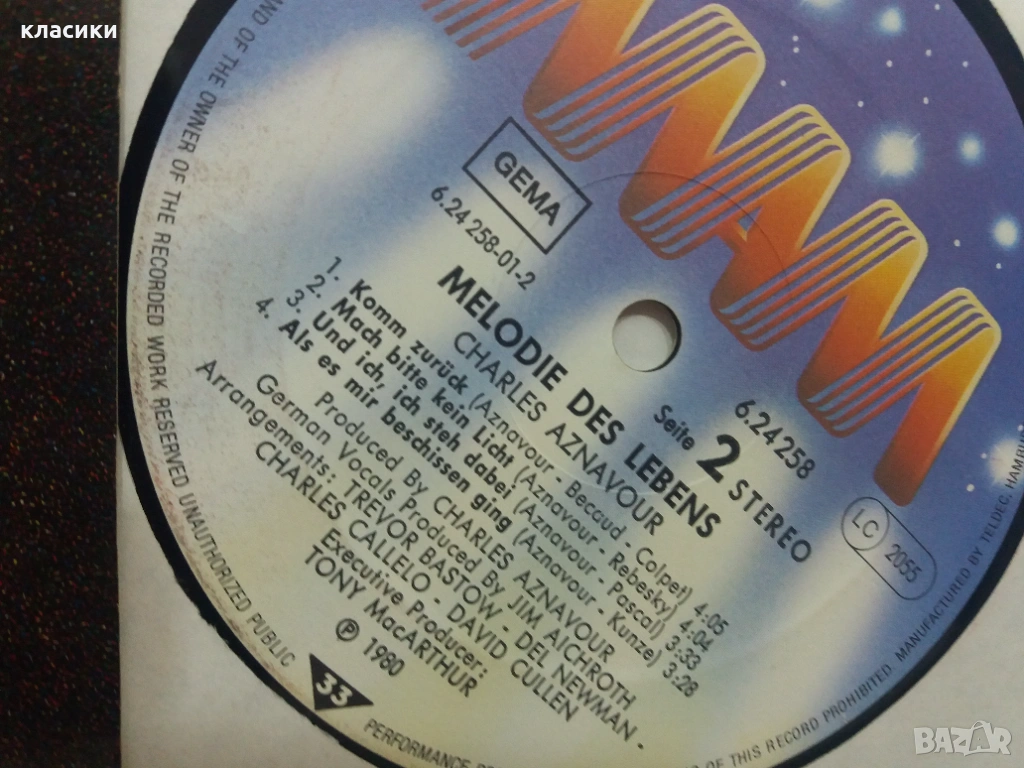 класики
MAM
GEMA
6.24 258-01-2
MELODIE DES LEBENS
CHARLES AZNAVOUR
6.24258
Seite 2 STEREO
LC 2055
1. Komm zurück (Aznavour - Becaud - Colpet) 4:05
2. Mach bitte kein Licht (Aznavour - Rebesky) 4:04
3. Und ich, ich steh dabei (Aznavour - Pascal) 3:33
4. Als es mir beschissen ging (Aznavour - Kunze) 3:28
Produced By CHARLES AZNAVOUR
German Vocals Produced By JIM AICHROTH
Arrangements: TREVOR BASTOW - DEL NEWMAN -
CHARLES CALLELO - DAVID CULLEN
Executive Producer:
TONY MacARTHUR
℗ 1980
33
AND OF THE OWNER OF THE RECORDED WORK RESERVED UNAUTHORIZED PUBLIC
PERFORMANCE
OF THIS RECORD PROHIBITED. MANUFACTURED BY TELDEC, HAMBURG
BAZAR